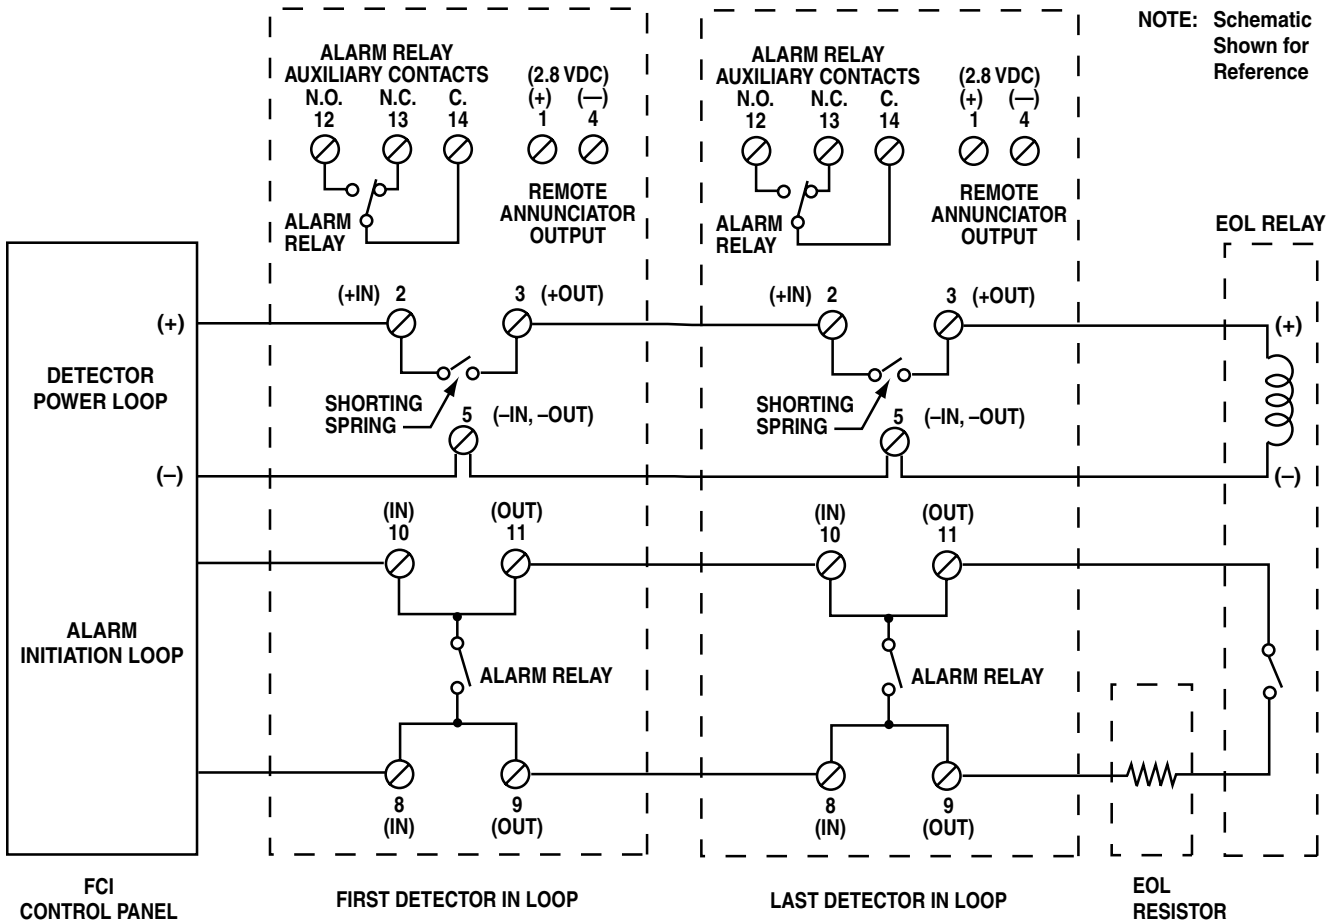 NOTE: Schematic
Shown for
Reference
ALARM RELAY
AUXILIARY CONTACTS
N.O. N.C. C.
12 13 14
(2.8 VDC)
(+) (—)
1 4
ALARM
RELAY
REMOTE
ANNUNCIATOR
OUTPUT
ALARM RELAY
AUXILIARY CONTACTS
N.O. N.C. C.
12 13 14
(2.8 VDC)
(+) (—)
1 4
ALARM
RELAY
REMOTE
ANNUNCIATOR
OUTPUT
EOL RELAY
(+)
DETECTOR
POWER LOOP
(–)
ALARM
INITIATION LOOP
(+IN) 2 3 (+OUT)
SHORTING
SPRING
5 (–IN, –OUT)
(IN) (OUT)
10 11
ALARM RELAY
8 9
(IN) (OUT)
(+IN) 2 3 (+OUT)
SHORTING
SPRING
5 (–IN, –OUT)
(IN) (OUT)
10 11
ALARM RELAY
8 9
(IN) (OUT)
(+)
(–)
FCI
CONTROL PANEL
FIRST DETECTOR IN LOOP
LAST DETECTOR IN LOOP
EOL
RESISTOR